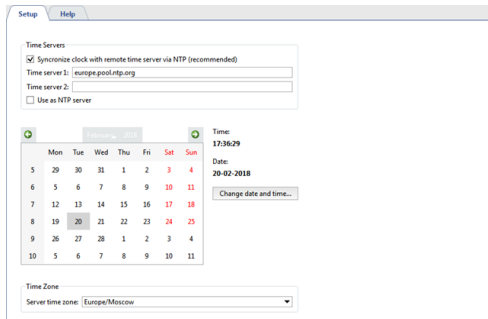 Setup
Help
Time Servers
Syncronize clock with remote time server via NTP (recommended)
Time server 1: europe.pool.ntp.org
Time server 2:
Use as NTP server
February, 2018
Mon Tue Wed Thu Fri Sat Sun
5 29 30 31 1 2 3 4
6 5 6 7 8 9 10 11
7 12 13 14 15 16 17 18
8 19 20 21 22 23 24 25
9 26 27 28 1 2 3 4
10 5 6 7 8 9 10 11
Time:
17:36:29
Date:
20-02-2018
Change date and time...
Time Zone
Server time zone: Europe/Moscow